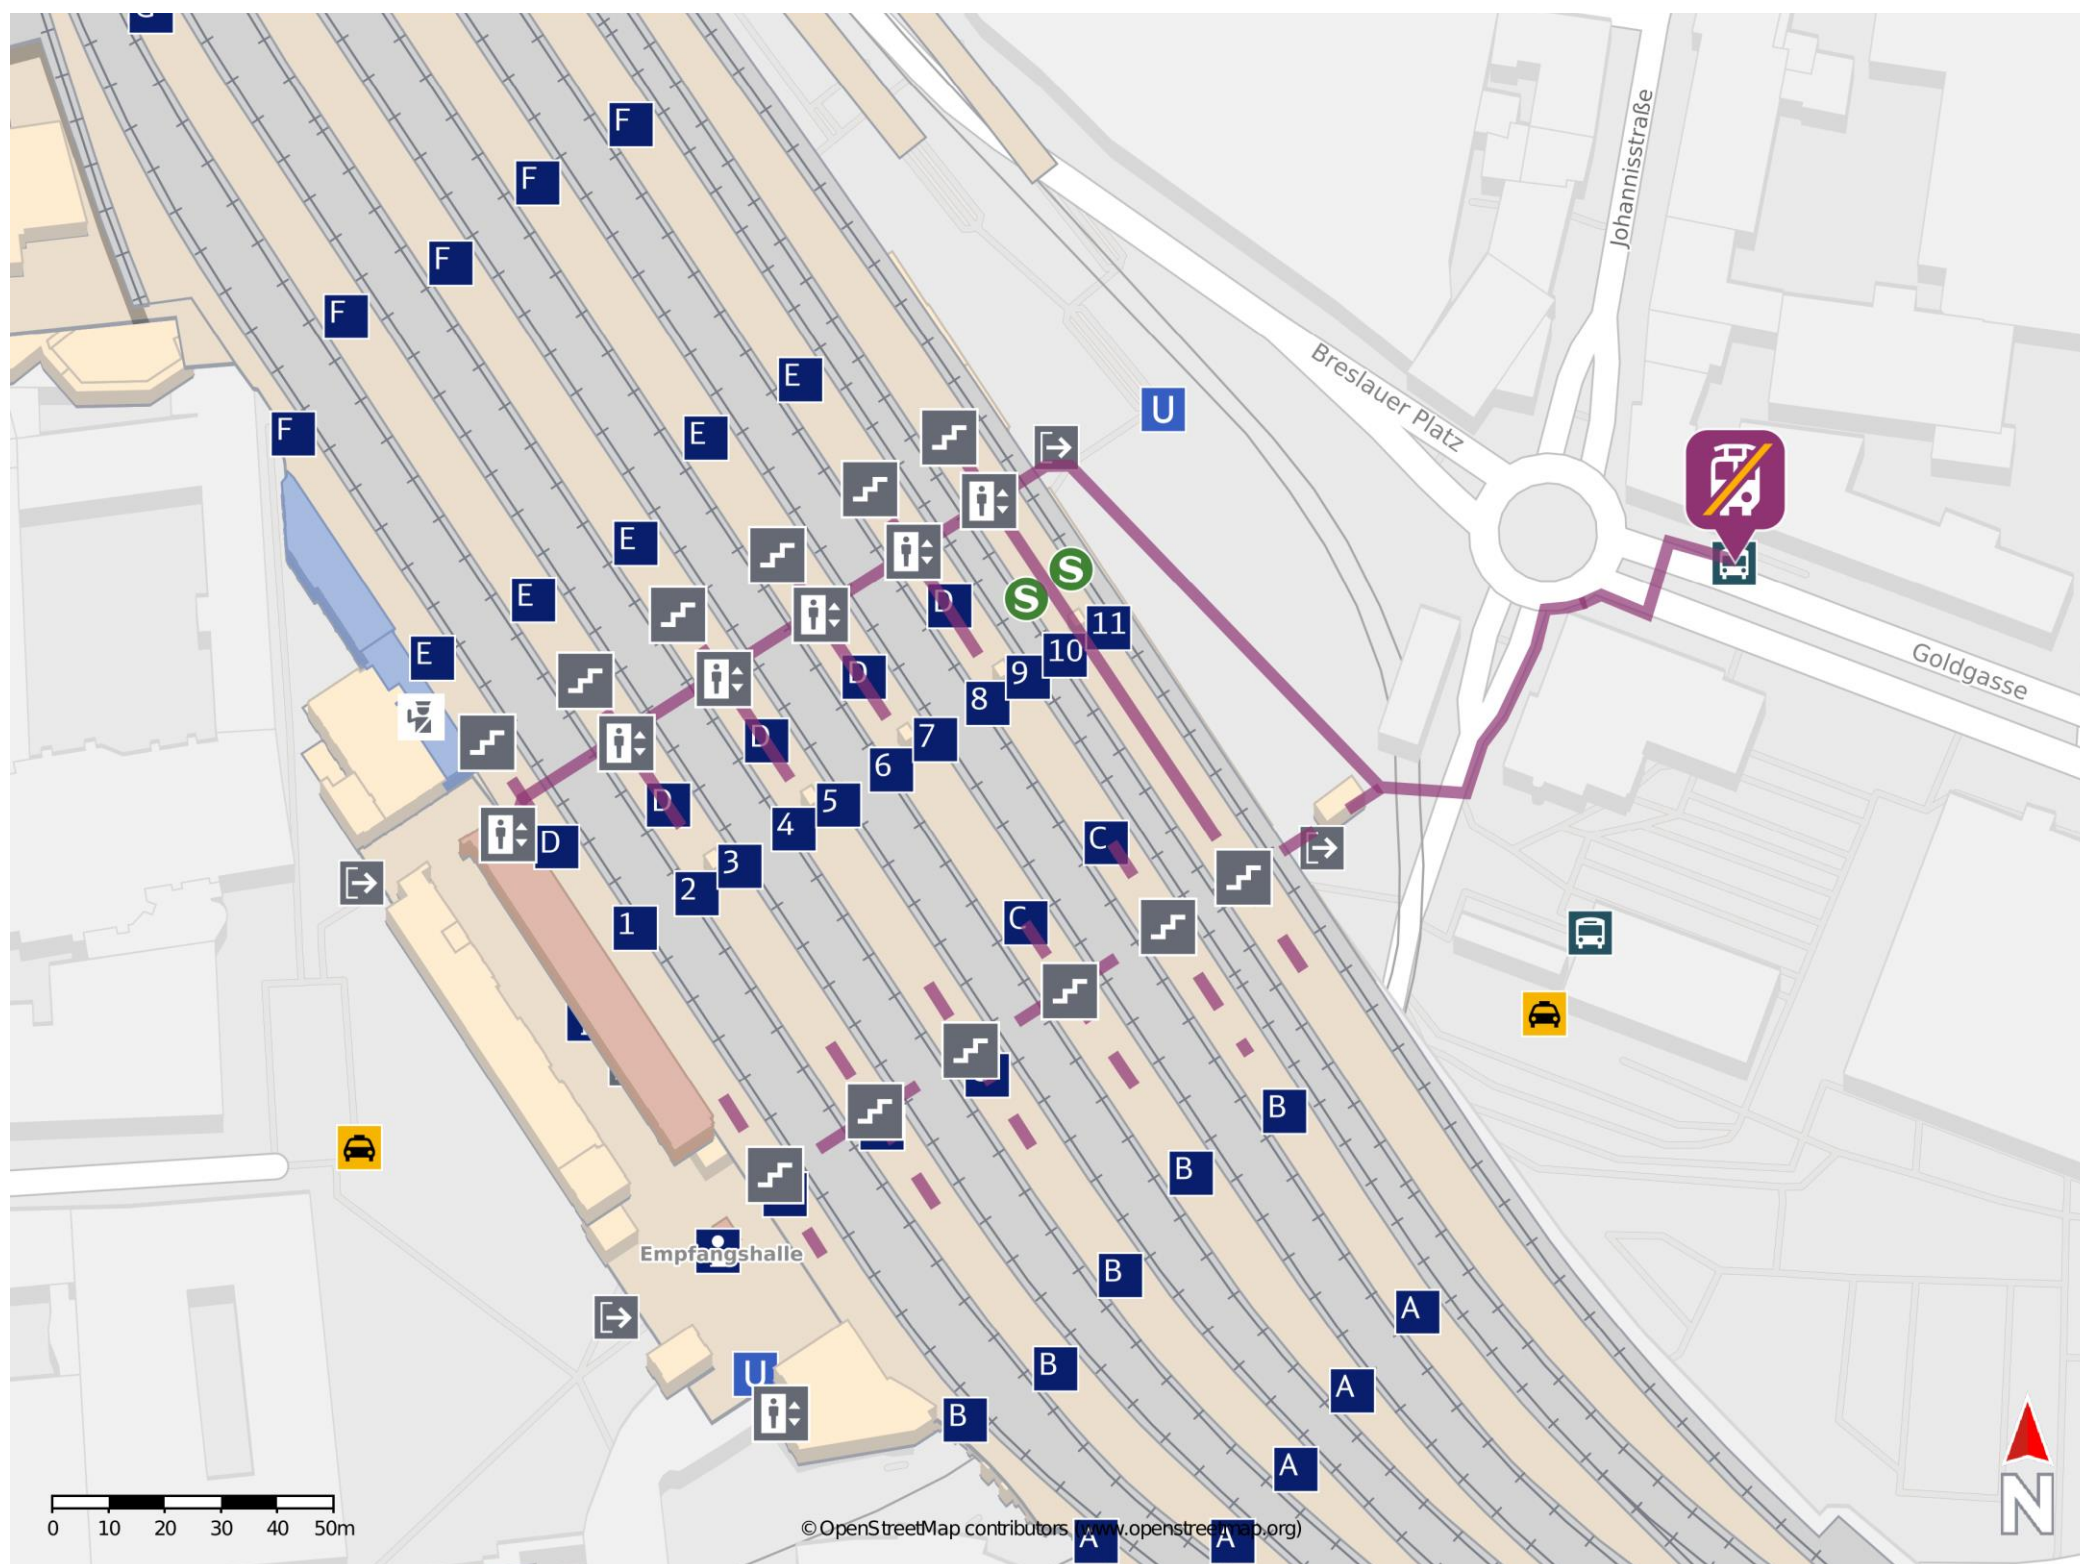 F
Johannisstraße
F
F
F
Breslauer Platz
E
U
F
E
E
S
E
S
D
11
E
10
D
9
Goldgasse
8
D
7
6
D
5
4
C
D
3
2
C
1
B
B
Empfangshalle
B
A
B
U
A
B
A
N
0 10 20 30 40 50m
© OpenStreetMap contributors (www.openstreetmap.org)
A
A